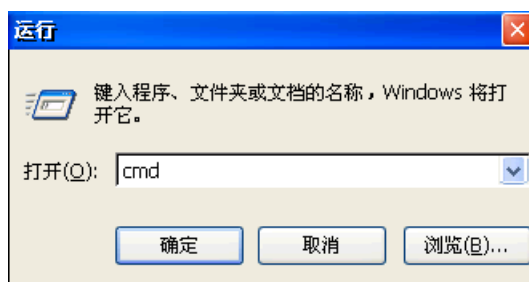 运行
键入程序、文件夹或文档的名称，Windows 将打
开它。
打开(O): cmd
确定 取消 浏览(B)...